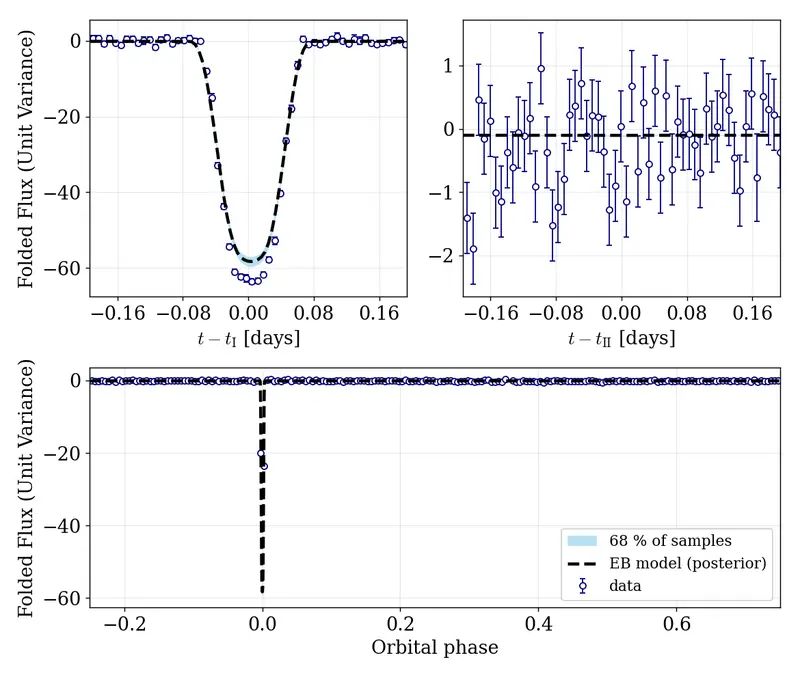 Folded Flux (Unit Variance)
0
−20
−40
−60
−0.16 −0.08 0.00 0.08 0.16
t − t_I [days]
1
0
−1
−2
−0.16 −0.08 0.00 0.08 0.16
t − t_II [days]
Folded Flux (Unit Variance)
0
−20
−40
−60
68 % of samples
EB model (posterior)
data
−0.2 0.0 0.2 0.4 0.6
Orbital phase